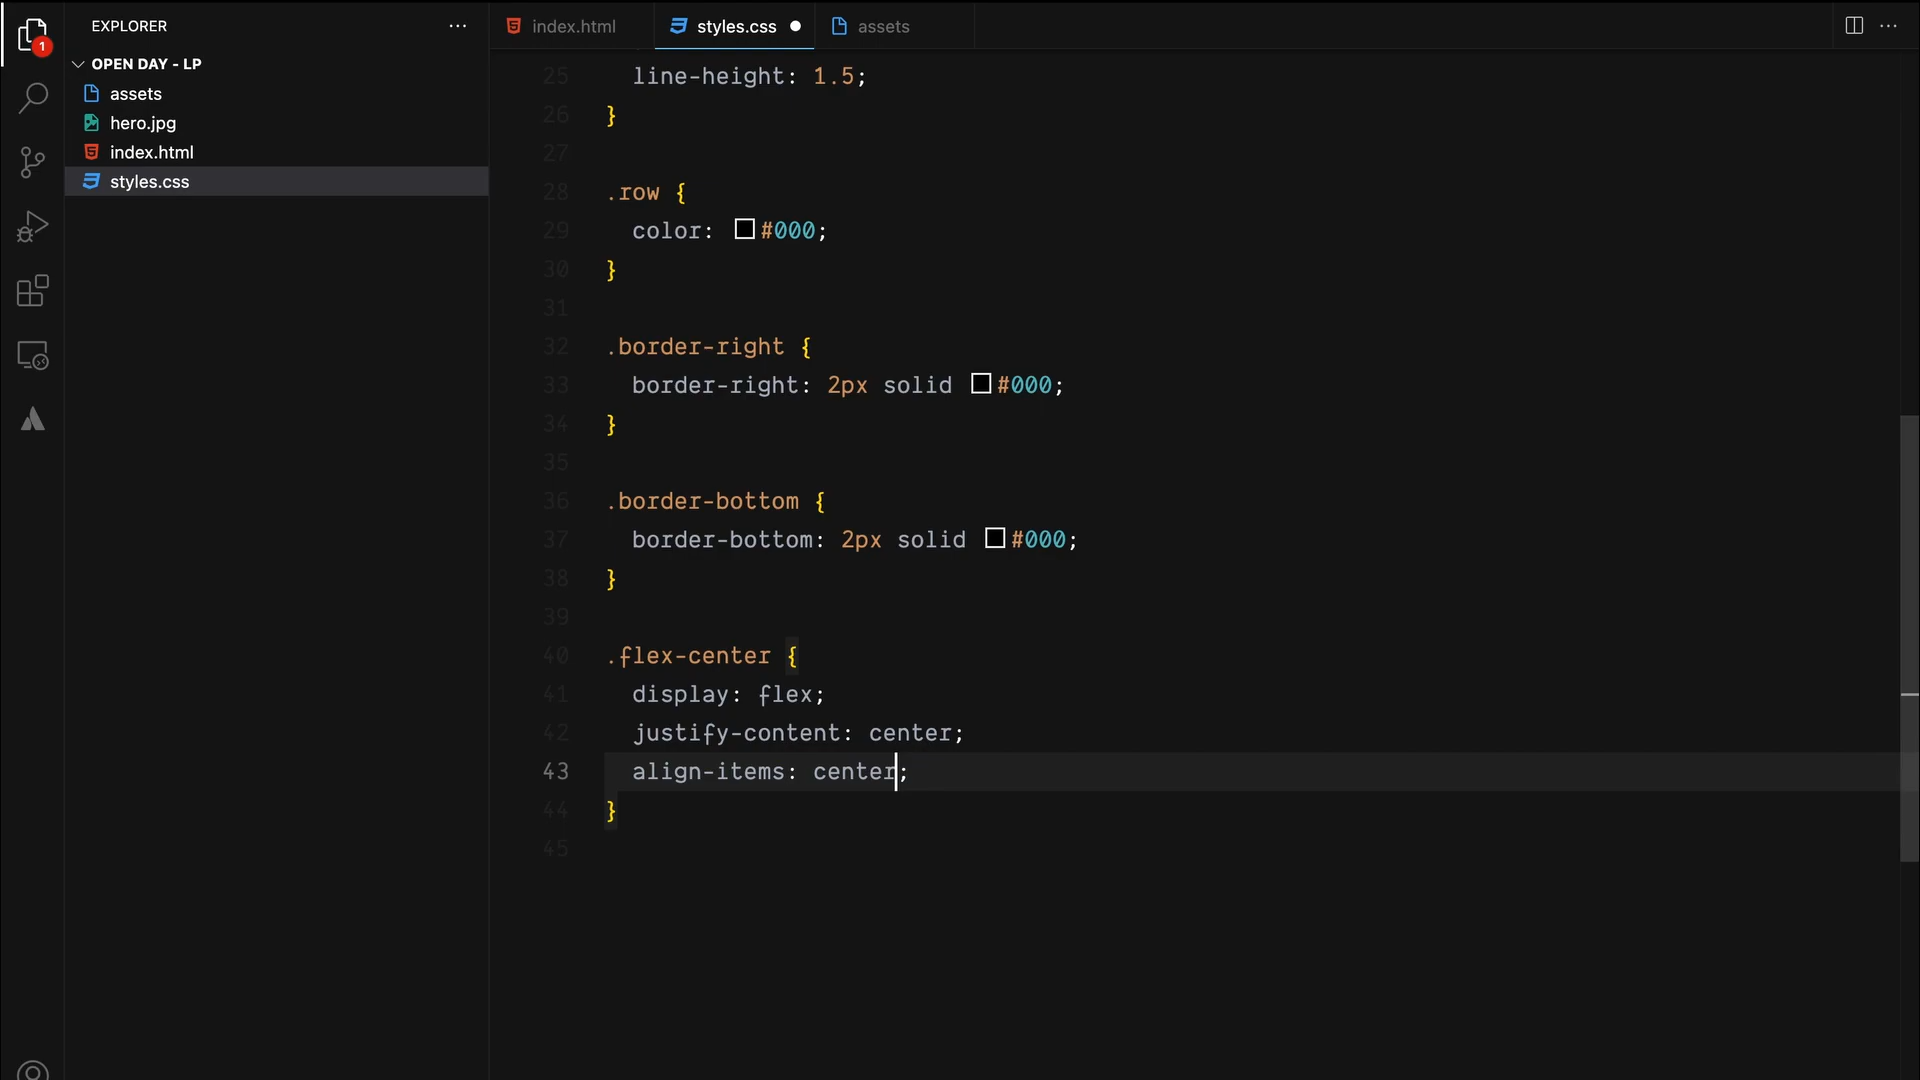 EXPLORER
index.html
styles.css
assets
1
OPEN DAY - LP
assets
hero.jpg
index.html
styles.css
25 line-height: 1.5;
26 }
27
28 .row {
29 color: #000;
30 }
31
32 .border-right {
33 border-right: 2px solid #000;
34 }
35
36 .border-bottom {
37 border-bottom: 2px solid #000;
38 }
39
40 .flex-center {
41 display: flex;
42 justify-content: center;
43 align-items: center;
44 }
45